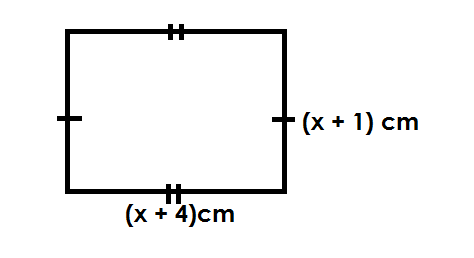 (x + 1) cm
(x + 4)cm